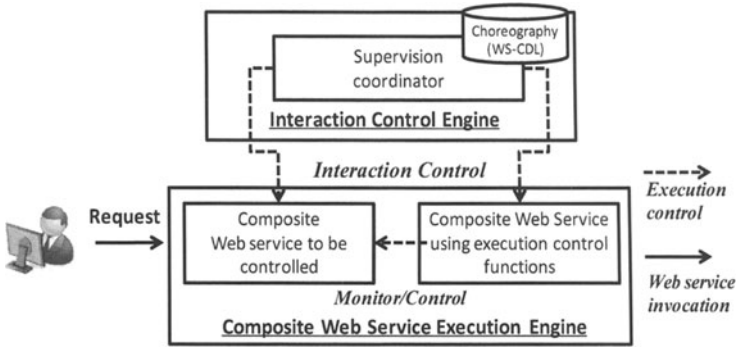 Choreography
(WS-CDL)
Supervision
coordinator
Interaction Control Engine
Interaction Control
Execution
control
Request
Composite
Web service to be
controlled
Composite Web Service
using execution control
functions
Web service
invocation
Monitor/Control
Composite Web Service Execution Engine